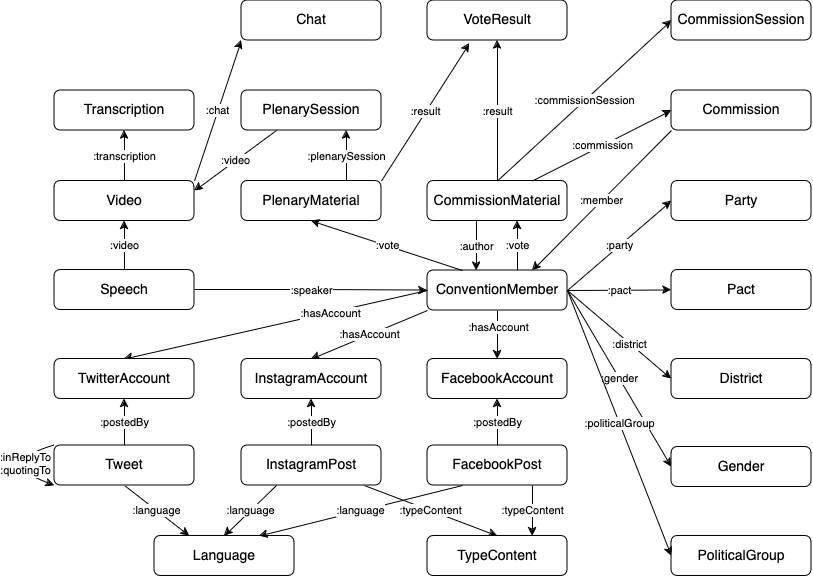 Chat
VoteResult
CommissionSession
:commissionSession
Transcription
PlenarySession
:chat
:result
:result
Commission
:transcription
:video
:plenarySession
:commission
Video
PlenaryMaterial
CommissionMaterial
:member
Party
:video
:vote
:author
:vote
:party
Speech
:speaker
ConventionMember
:pact
Pact
:hasAccount
:hasAccount
:hasAccount
:district
TwitterAccount
InstagramAccount
FacebookAccount
:gender
District
:postedBy
:postedBy
:postedBy
:politicalGroup
:inReplyTo
:quotingTo
Tweet
InstagramPost
FacebookPost
Gender
:language
:language
:language
:typeContent
:typeContent
Language
TypeContent
PoliticalGroup